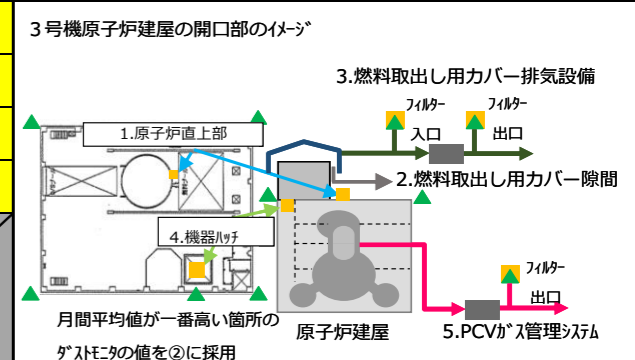 3号機原子炉建屋の開口部のｲﾒｰｼﾞ
3.燃料取出し用カバー排気設備
ﾌｨﾙﾀｰ
ﾌｨﾙﾀｰ
1.原子炉直上部
入口
出口
2.燃料取出し用カバー隙間
4.機器ﾊｯﾁ
ﾌｨﾙﾀｰ
出口
月間平均値が一番高い箇所の
ﾀﾞｽﾄﾓﾆﾀの値を②に採用
原子炉建屋
5.PCVｶﾞｽ管理ｼｽﾃﾑ